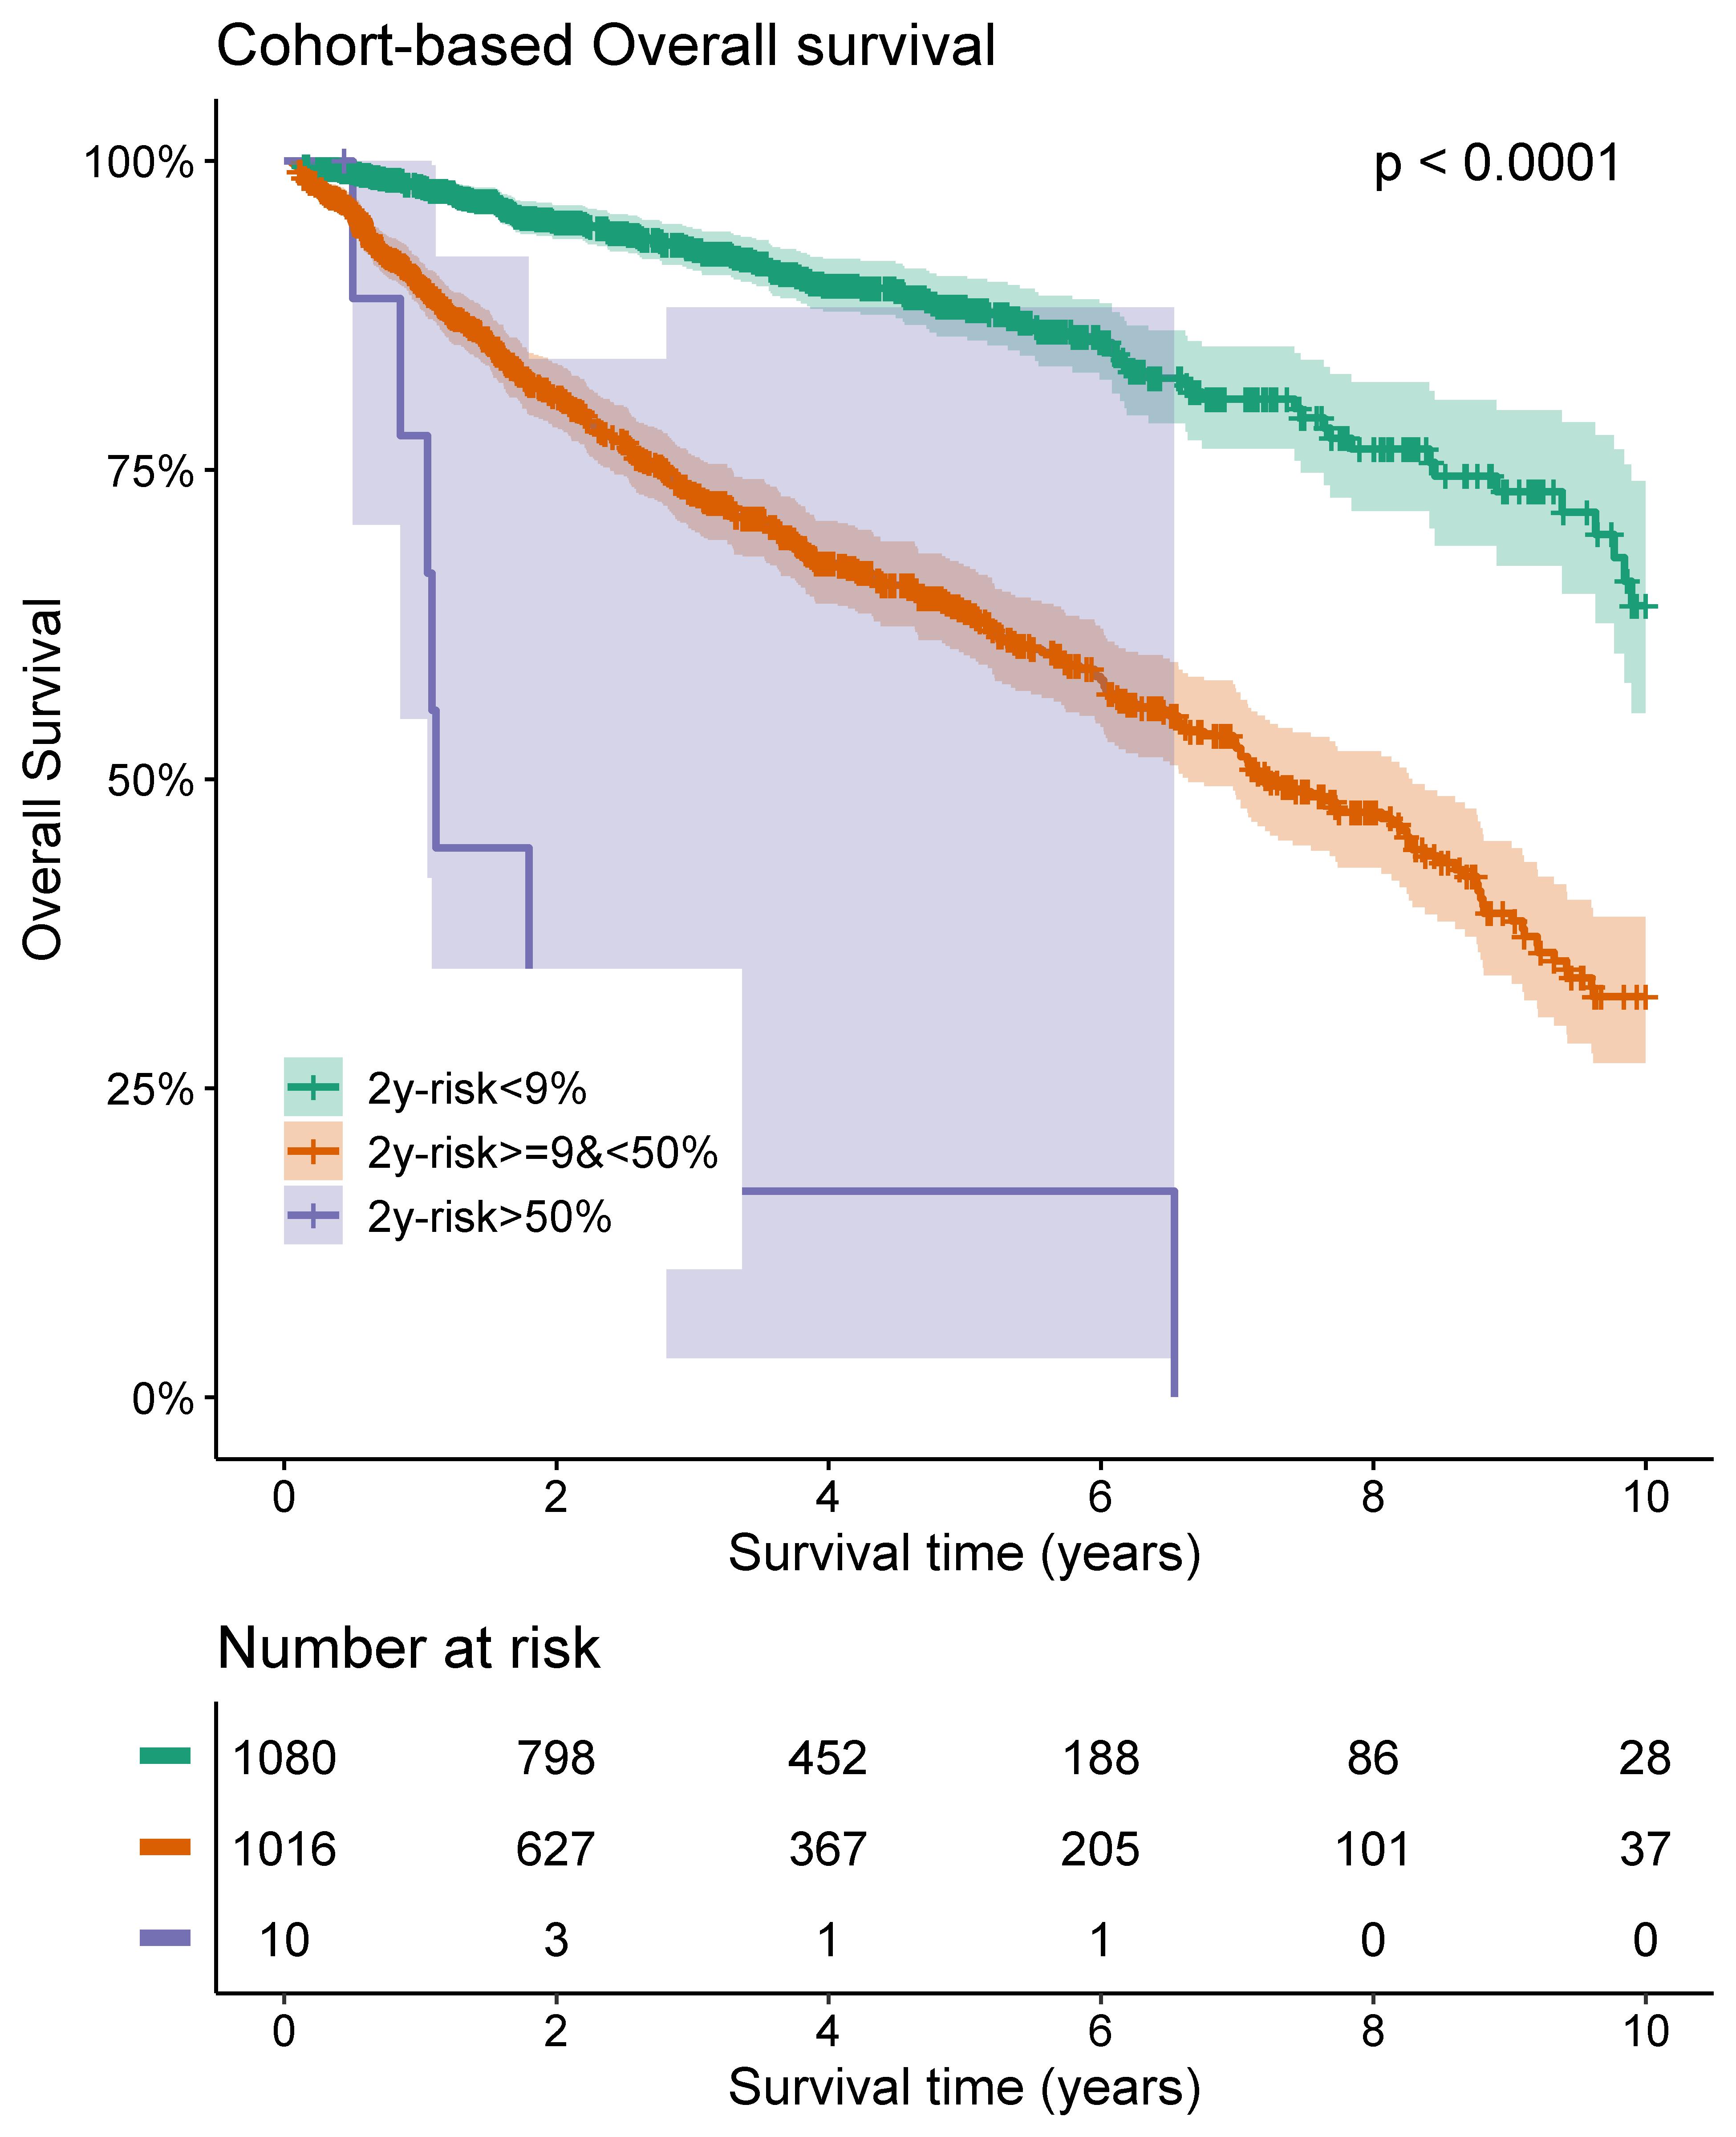 Cohort-based Overall survival
p < 0.0001
Overall Survival
100%
75%
50%
25%
0%
2y-risk<9%
2y-risk>=9&<50%
2y-risk>50%
0 2 4 6 8 10
Survival time (years)
Number at risk
1080 798 452 188 86 28
1016 627 367 205 101 37
10 3 1 1 0 0
0 2 4 6 8 10
Survival time (years)